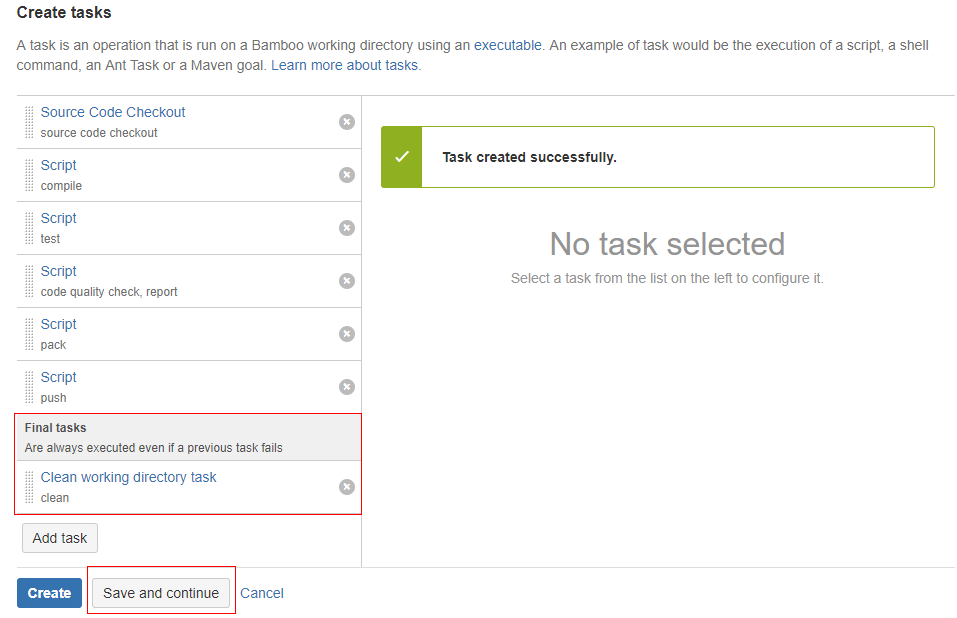 Create tasks
A task is an operation that is run on a Bamboo working directory using an executable. An example of task would be the execution of a script, a shell
command, an Ant Task or a Maven goal. Learn more about tasks.
Source Code Checkout
source code checkout
Script
compile
Script
test
Script
code quality check, report
Script
pack
Script
push
Final tasks
Are always executed even if a previous task fails
Clean working directory task
clean
Add task
Task created successfully.
No task selected
Select a task from the list on the left to configure it.
Create
Save and continue
Cancel